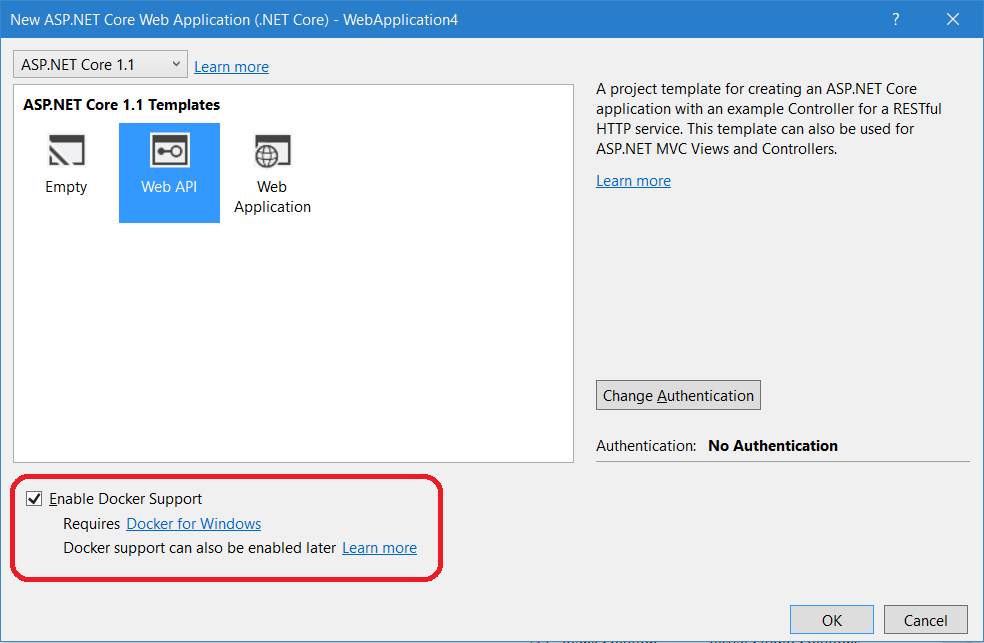 New ASP.NET Core Web Application (.NET Core) - WebApplication4
?
ASP.NET Core 1.1
Learn more
ASP.NET Core 1.1 Templates
Empty
Web API
Web
Application
A project template for creating an ASP.NET Core
application with an example Controller for a RESTful
HTTP service. This template can also be used for
ASP.NET MVC Views and Controllers.
Learn more
Change Authentication
Authentication: No Authentication
Enable Docker Support
Requires Docker for Windows
Docker support can also be enabled later Learn more
OK
Cancel